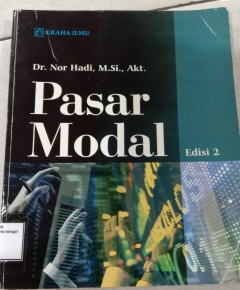 GRAHA ILMU
Dr. Nor Hadi, M.Si., Akt.
Pasar
Modal
Edisi 2